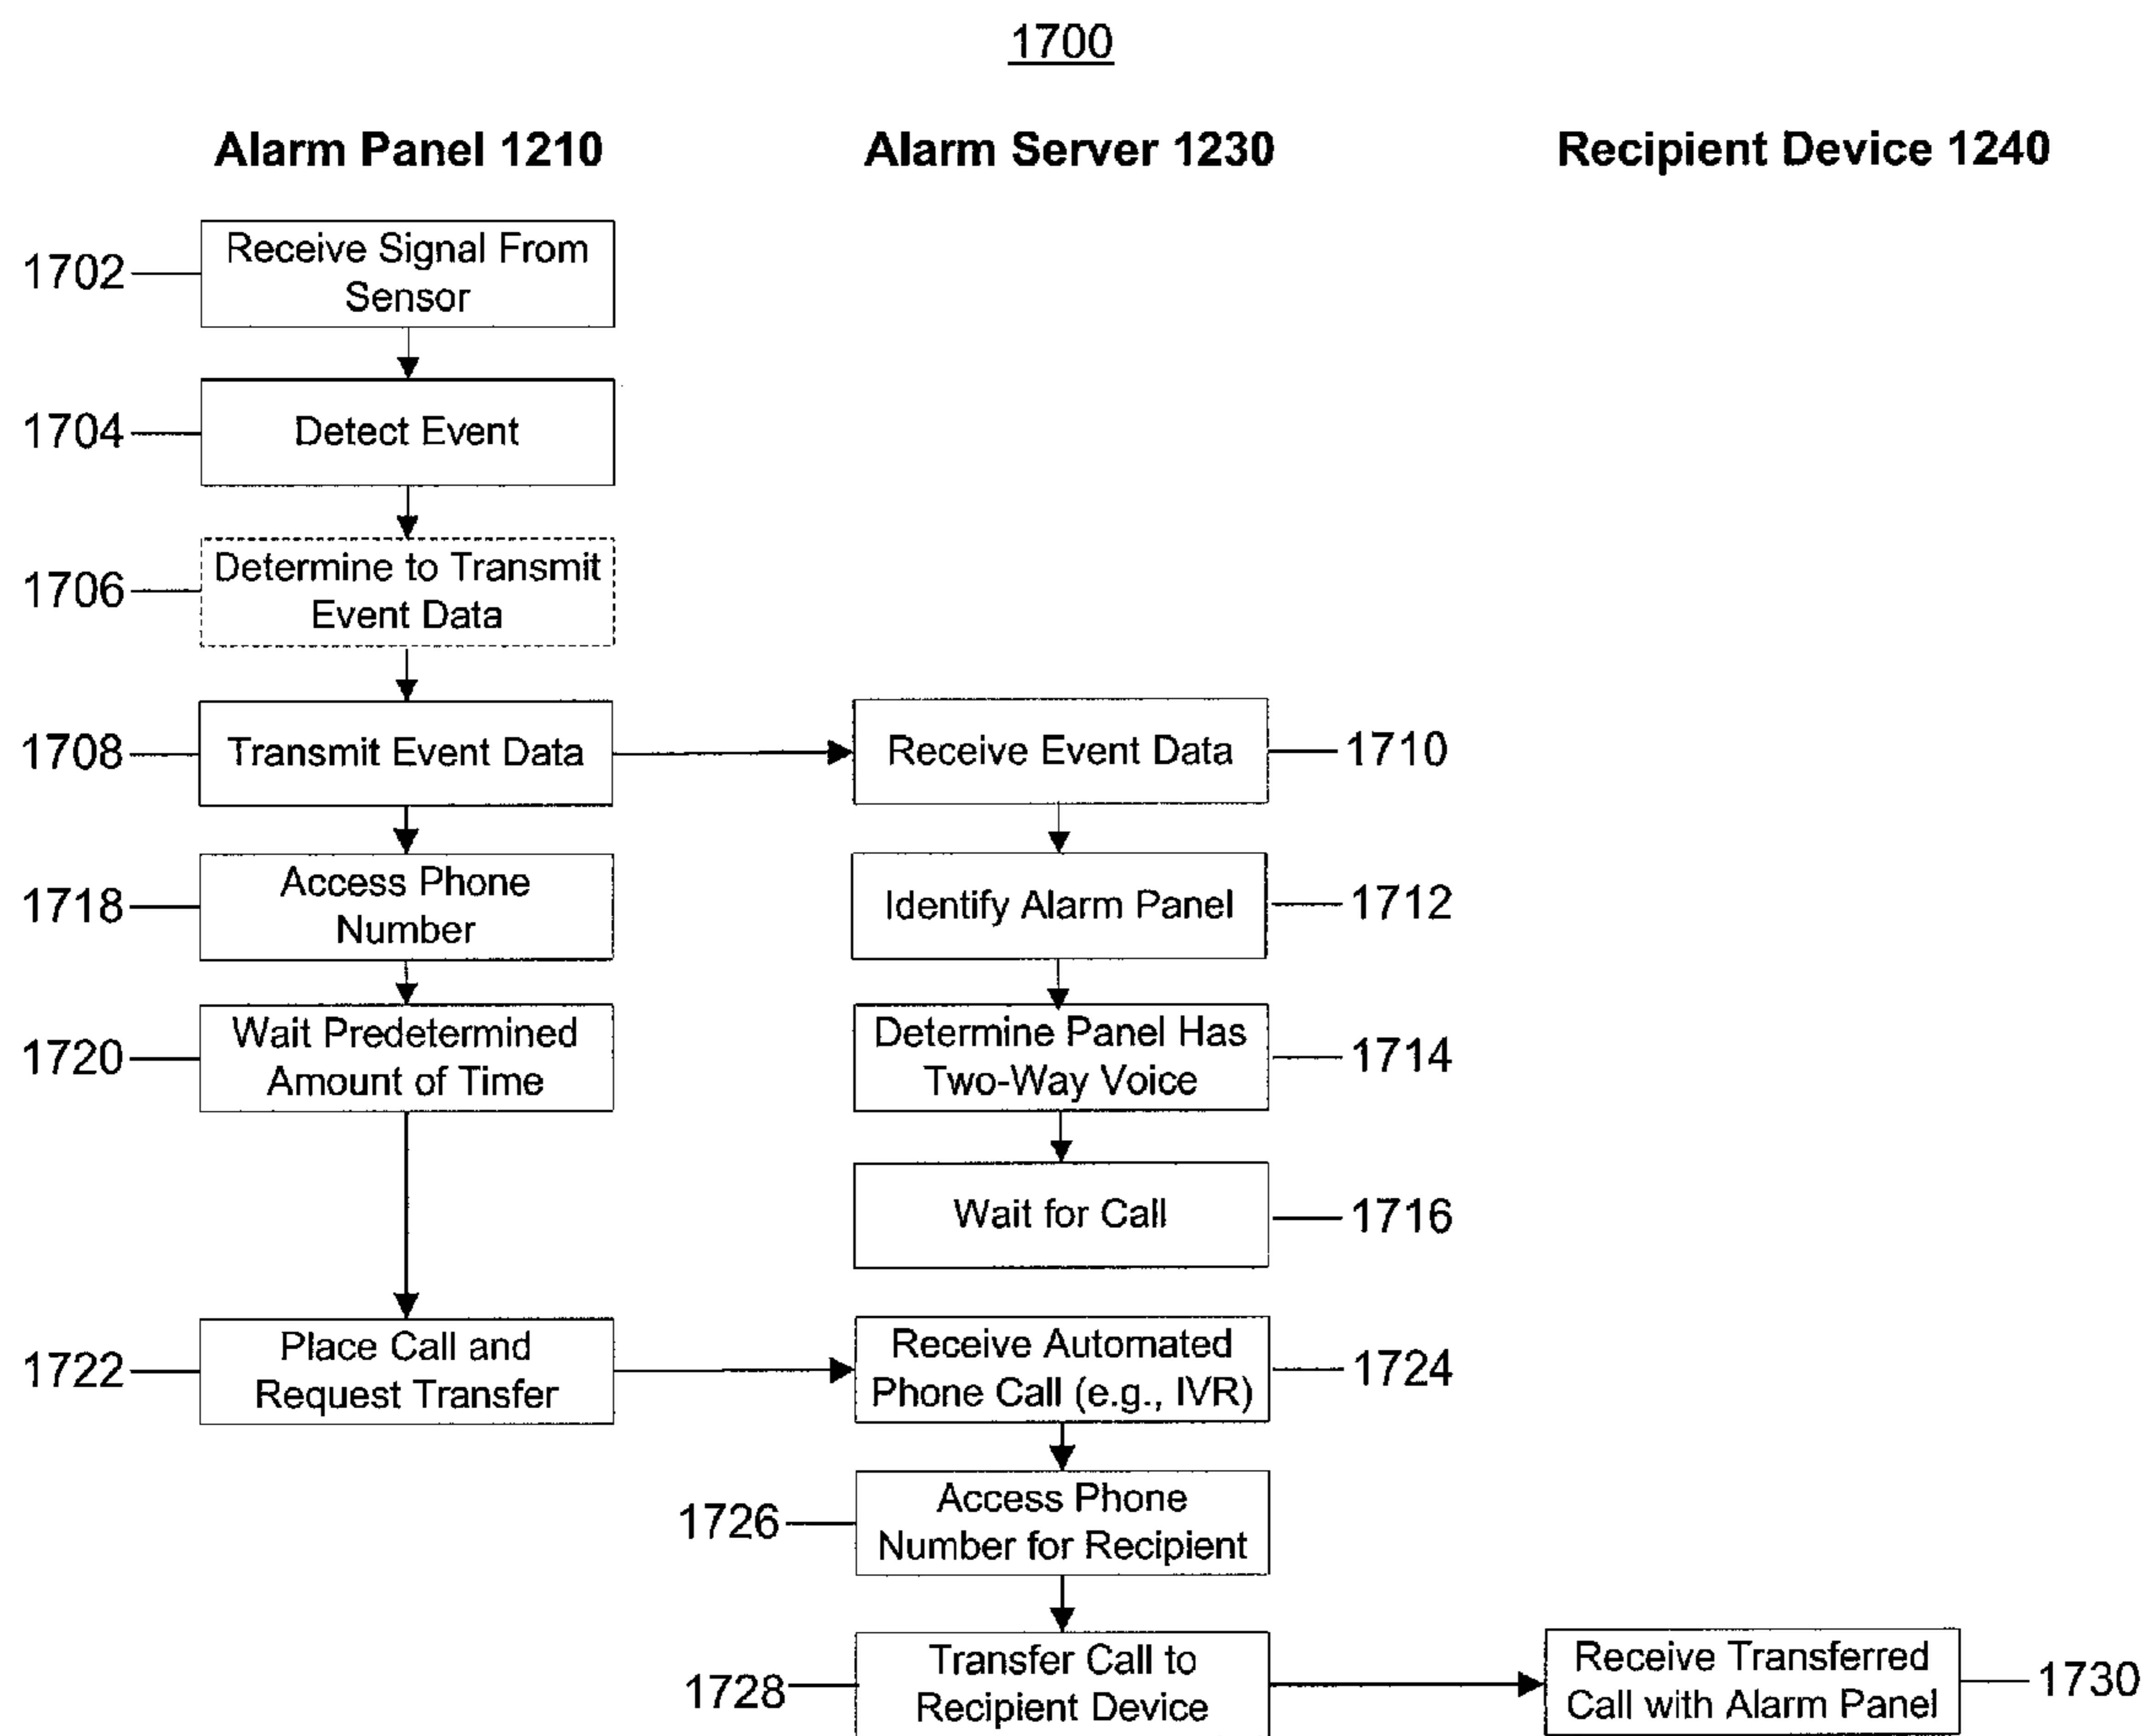 1700
Alarm Panel 1210
Alarm Server 1230
Recipient Device 1240
1702
Receive Signal From
Sensor
1704
Detect Event
1706
Determine to Transmit
Event Data
1708
Transmit Event Data
Receive Event Data
1710
1718
Access Phone
Number
Identify Alarm Panel
1712
1720
Wait Predetermined
Amount of Time
Determine Panel Has
Two-Way Voice
1714
Wait for Call
1716
1722
Place Call and
Request Transfer
Receive Automated
Phone Call (e.g., IVR)
1724
1726
Access Phone
Number for Recipient
1728
Transfer Call to
Recipient Device
Receive Transferred
Call with Alarm Panel
1730